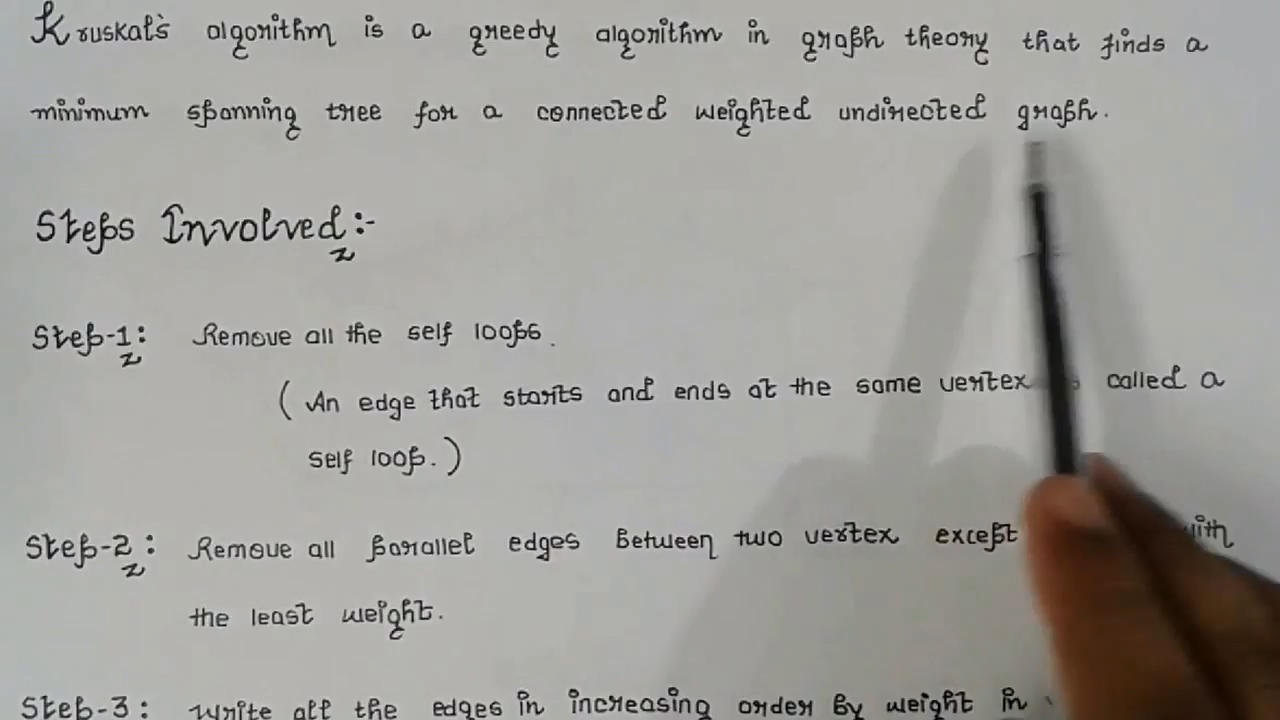 Kruskal's algorithm is a greedy algorithm in graph theory that finds a
minimum spanning tree for a connected weighted undirected graph.
Steps Involved:-
Step-1: Remove all the self loops.
(An edge that starts and ends at the same vertex called a
self loop.)
Step-2: Remove all parallel edges Between two vertex except with
the least weight.
Step-3: Write all the edges in increasing order By weight in